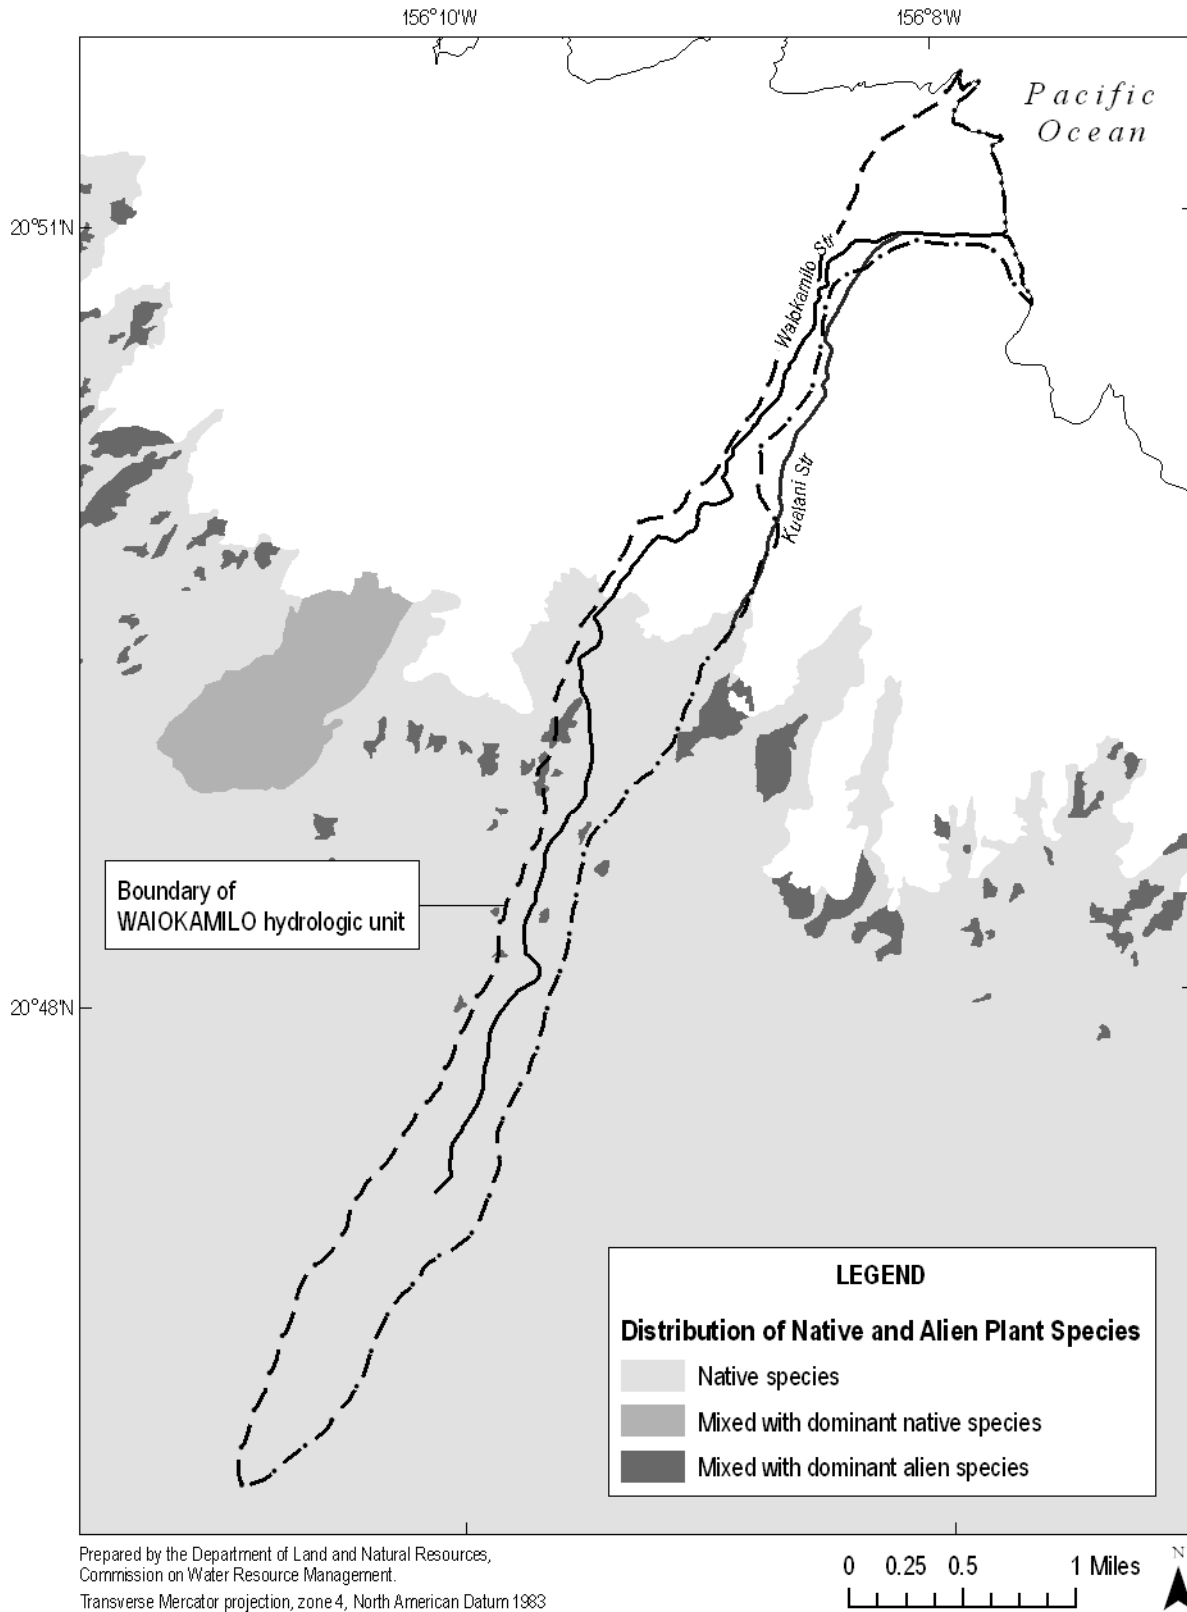 156°10'W
156°8'W
Pacific
Ocean
20°51'N
Waiokamilo Str
Kualani Str
Boundary of
WAIOKAMILO hydrologic unit
20°48'N
LEGEND
Distribution of Native and Alien Plant Species
Native species
Mixed with dominant native species
Mixed with dominant alien species
Prepared by the Department of Land and Natural Resources,
Commission on Water Resource Management.
Transverse Mercator projection, zone 4, North American Datum 1983
0 0.25 0.5 1 Miles
N